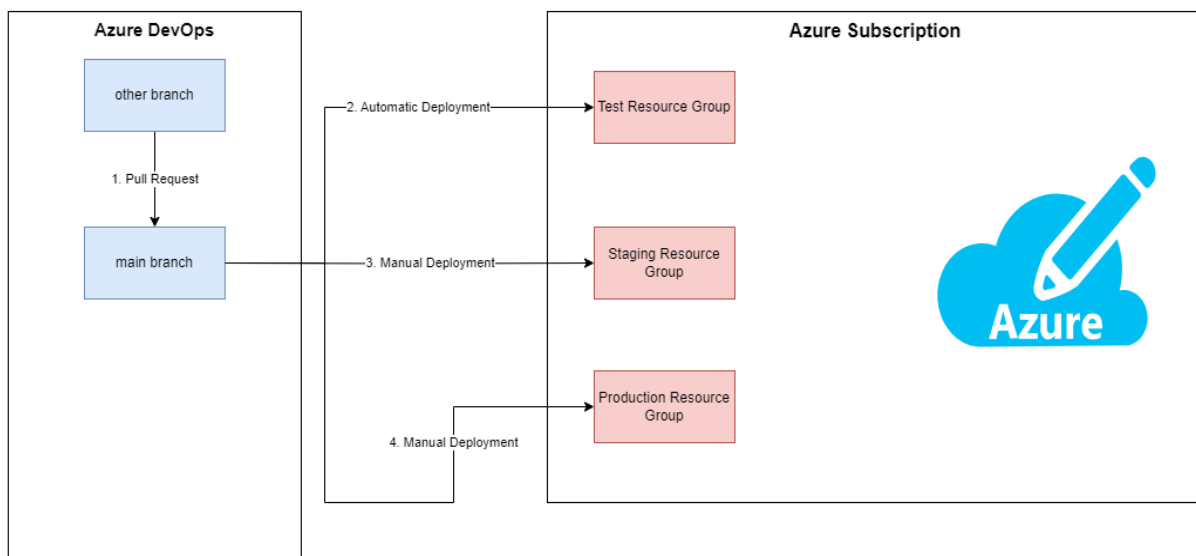 Azure DevOps
other branch
1. Pull Request
main branch
2. Automatic Deployment
3. Manual Deployment
4. Manual Deployment
Azure Subscription
Test Resource Group
Staging Resource
Group
Production Resource
Group
Azure